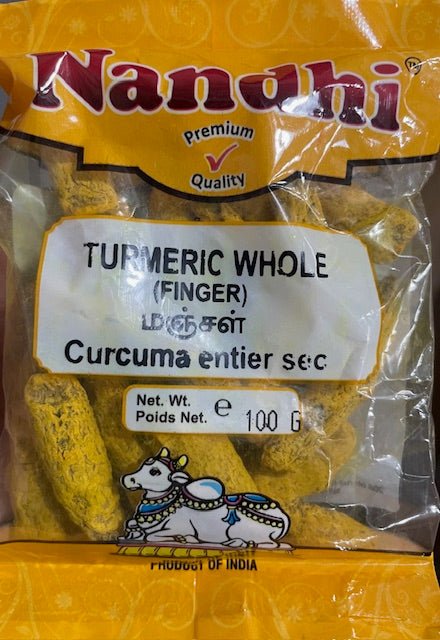 Nandhi
Premium
Quality
TURMERIC WHOLE
(FINGER)
மஞ்சள்
Curcuma entier sec
Net. Wt.
Poids Net. e 100 G
PRODUCT OF INDIA